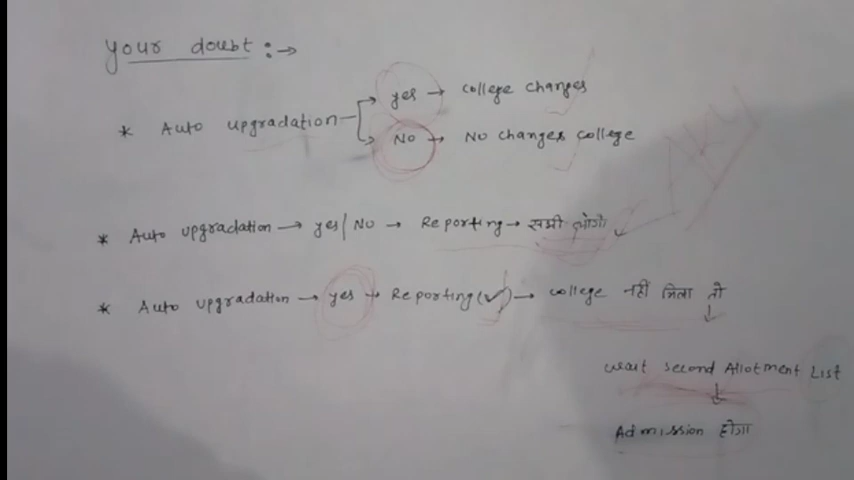 your doubt :→
* Auto upgradation → yes → college changes
→ No → No changes college
* Auto upgradation → yes/No → Reporting → सभी लोगो
* Auto upgradation → yes → Reporting (✓) → college नहीं मिला तो
↓
wait second Allotment List
↓
Admission होगा